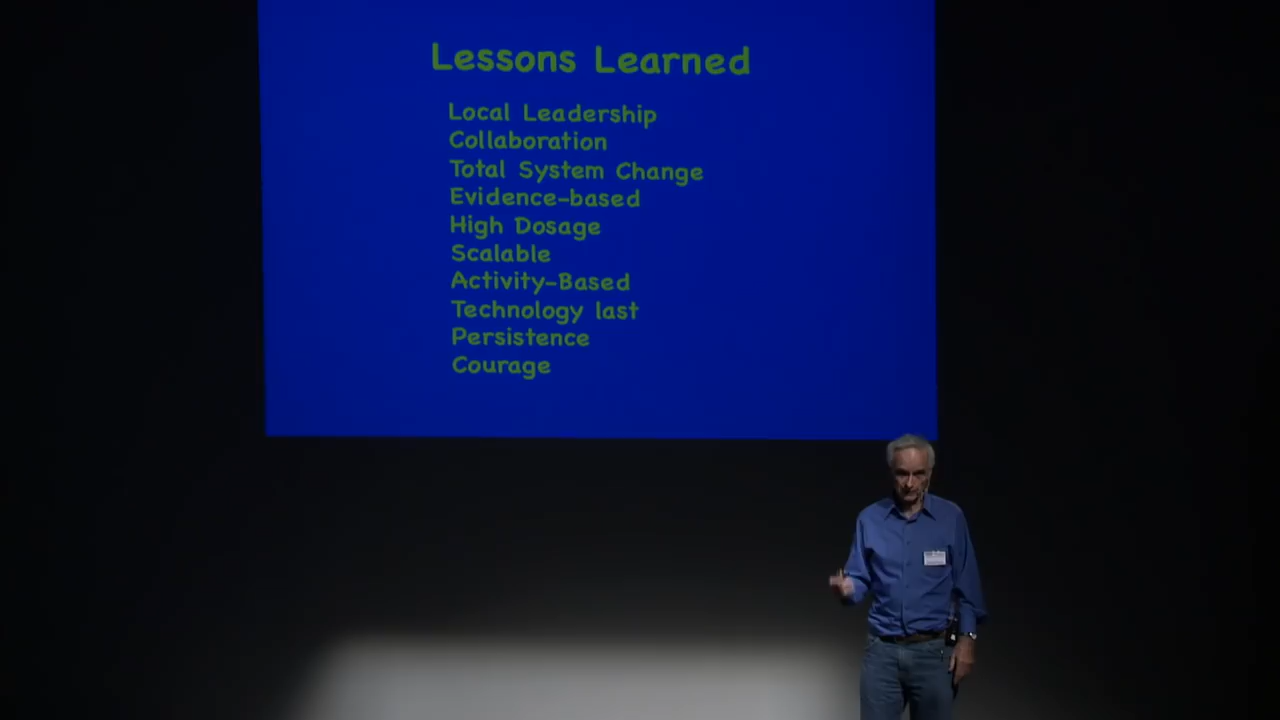 Lessons Learned
Local Leadership
Collaboration
Total System Change
Evidence-based
High Dosage
Scalable
Activity-Based
Technology last
Persistence
Courage